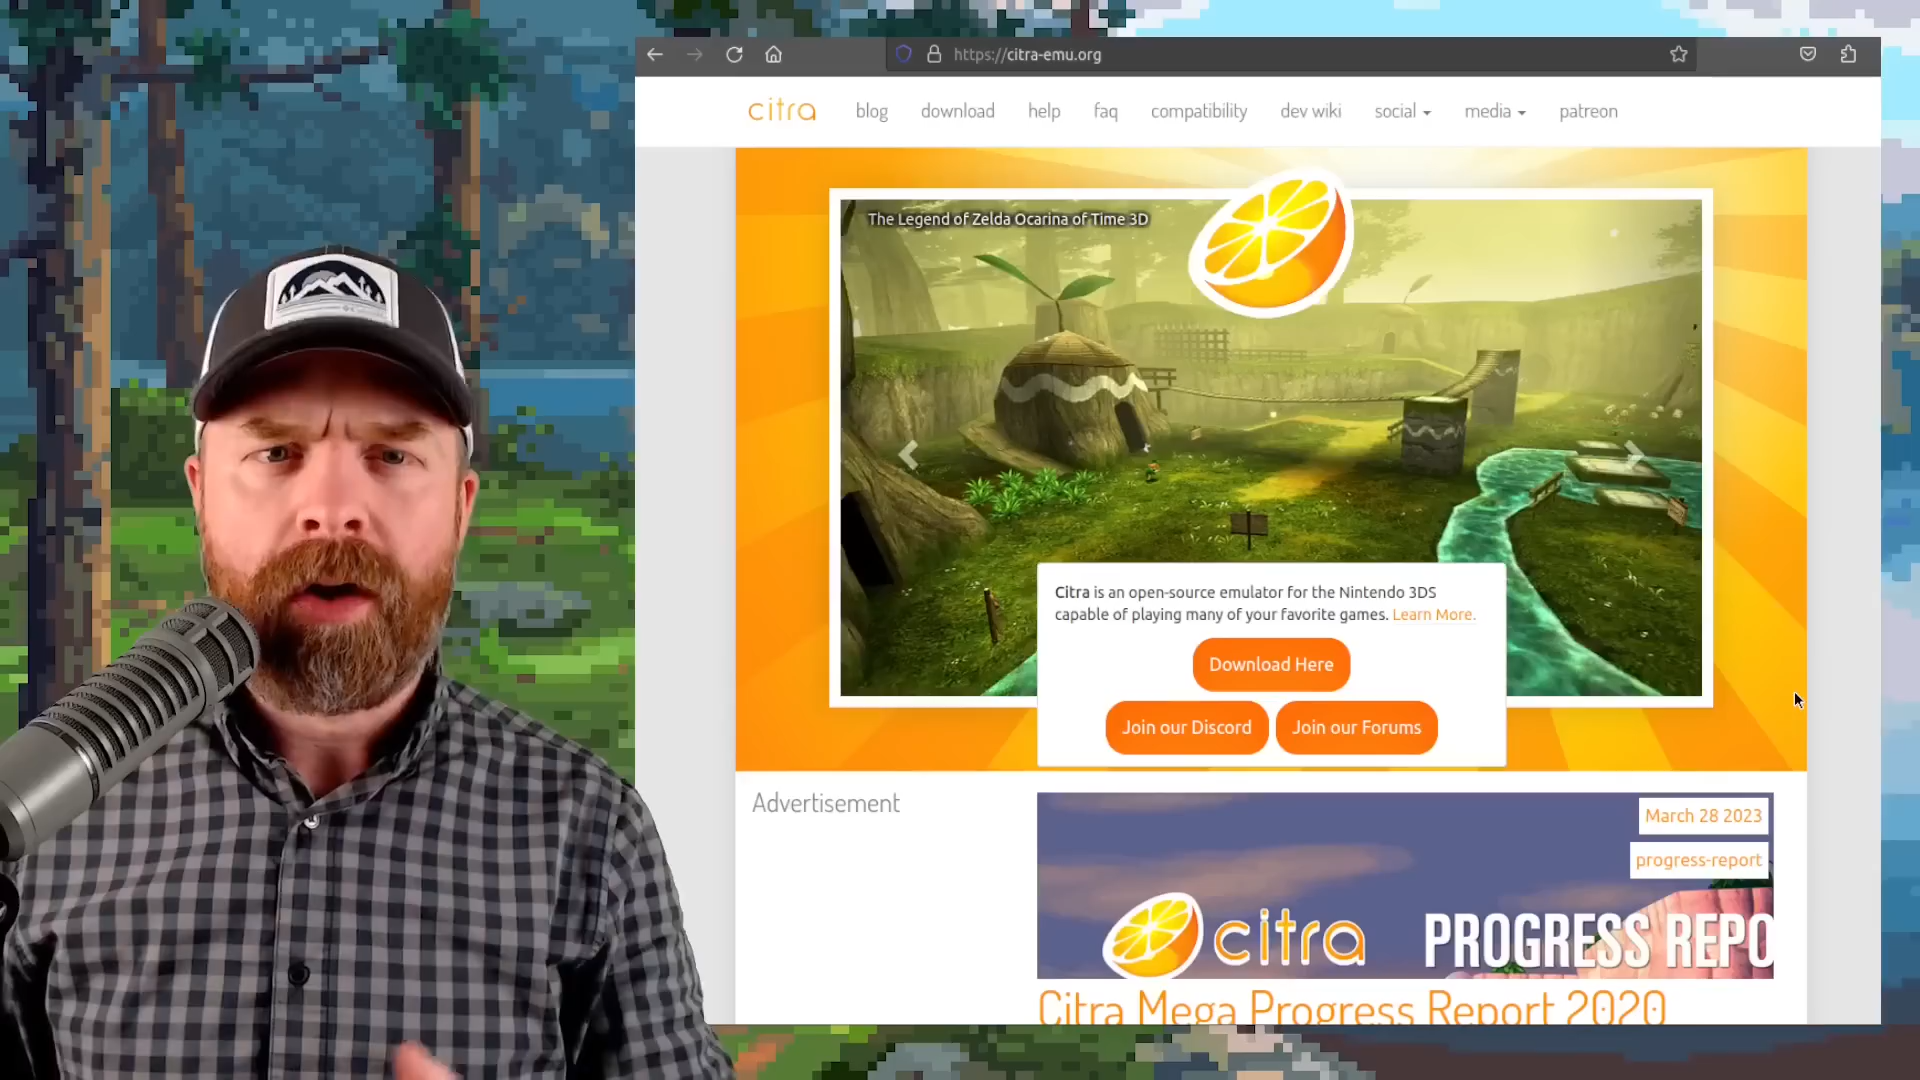 https://citra-emu.org
citra blog download help faq compatibility dev wiki social media patreon
The Legend of Zelda Ocarina of Time 3D
Citra is an open-source emulator for the Nintendo 3DS
capable of playing many of your favorite games. Learn More.
Download Here
Join our Discord Join our Forums
Advertisement
March 28 2023
progress-report
citra PROGRESS REPO
Citra Mega Progress Report 2020